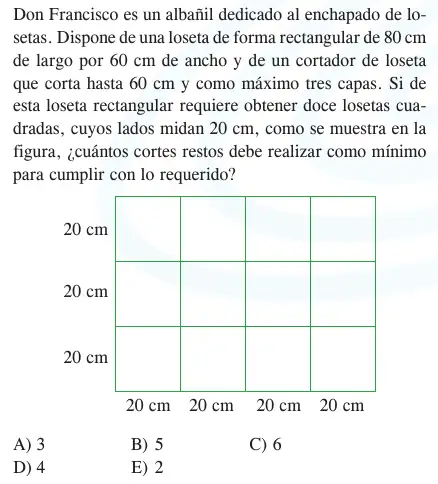 Don Francisco es un albañil dedicado al enchapado de lo-
setas. Dispone de una loseta de forma rectangular de 80 cm
de largo por 60 cm de ancho y de un cortador de loseta
que corta hasta 60 cm y como máximo tres capas. Si de
esta loseta rectangular requiere obtener doce losetas cua-
dradas, cuyos lados midan 20 cm, como se muestra en la
figura, ¿cuántos cortes restos debe realizar como mínimo
para cumplir con lo requerido?
20 cm
20 cm
20 cm
20 cm 20 cm 20 cm 20 cm
A) 3 B) 5 C) 6
D) 4 E) 2